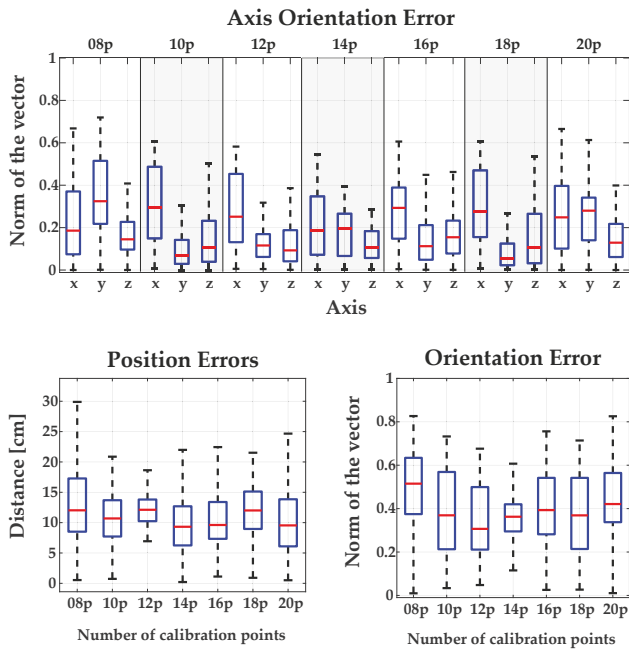 Axis Orientation Error
08p 10p 12p 14p 16p 18p 20p
Norm of the vector
1
0.8
0.6
0.4
0.2
0
x y z x y z x y z x y z x y z x y z x y z
Axis
Position Errors
Distance [cm]
30
25
20
15
10
5
0
08p 10p 12p 14p 16p 18p 20p
Number of calibration points
Orientation Error
Norm of the vector
1
0.8
0.6
0.4
0.2
0
08p 10p 12p 14p 16p 18p 20p
Number of calibration points